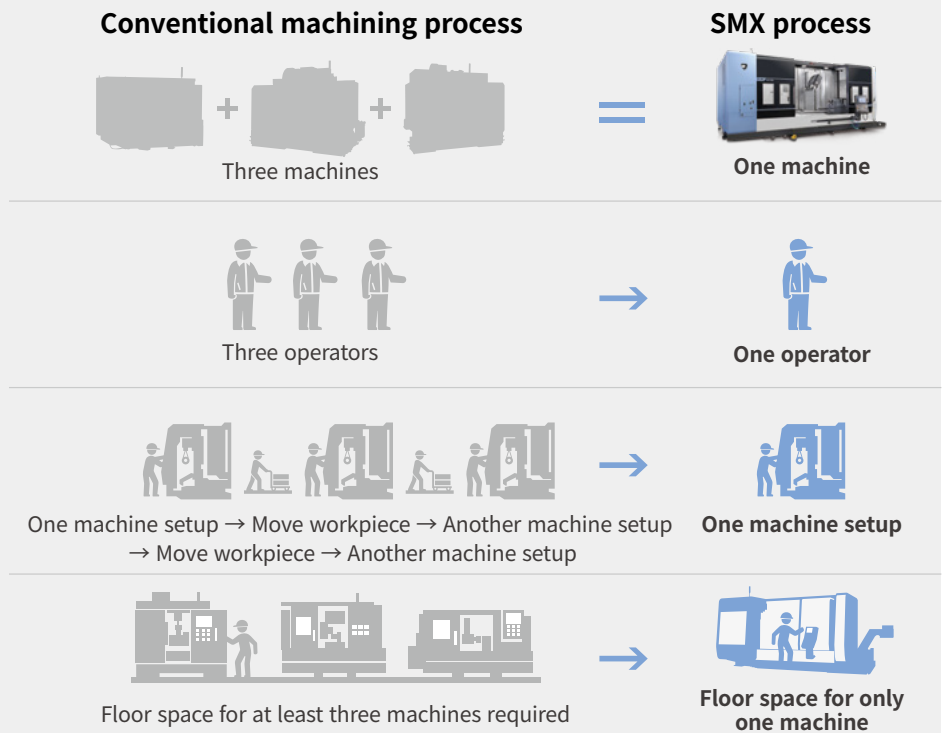 Conventional machining process
SMX process
Three machines
One machine
Three operators
One operator
One machine setup → Move workpiece → Another machine setup
→ Move workpiece → Another machine setup
One machine setup
Floor space for at least three machines required
Floor space for only
one machine